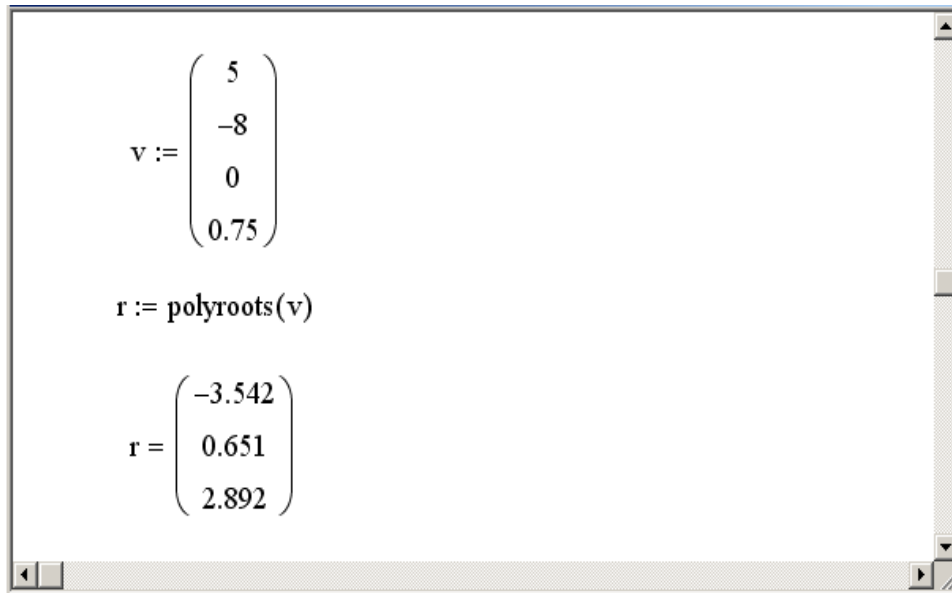 v := ( 5
–8
0
0.75 )
r := polyroots(v)
r = ( –3.542
0.651
2.892 )